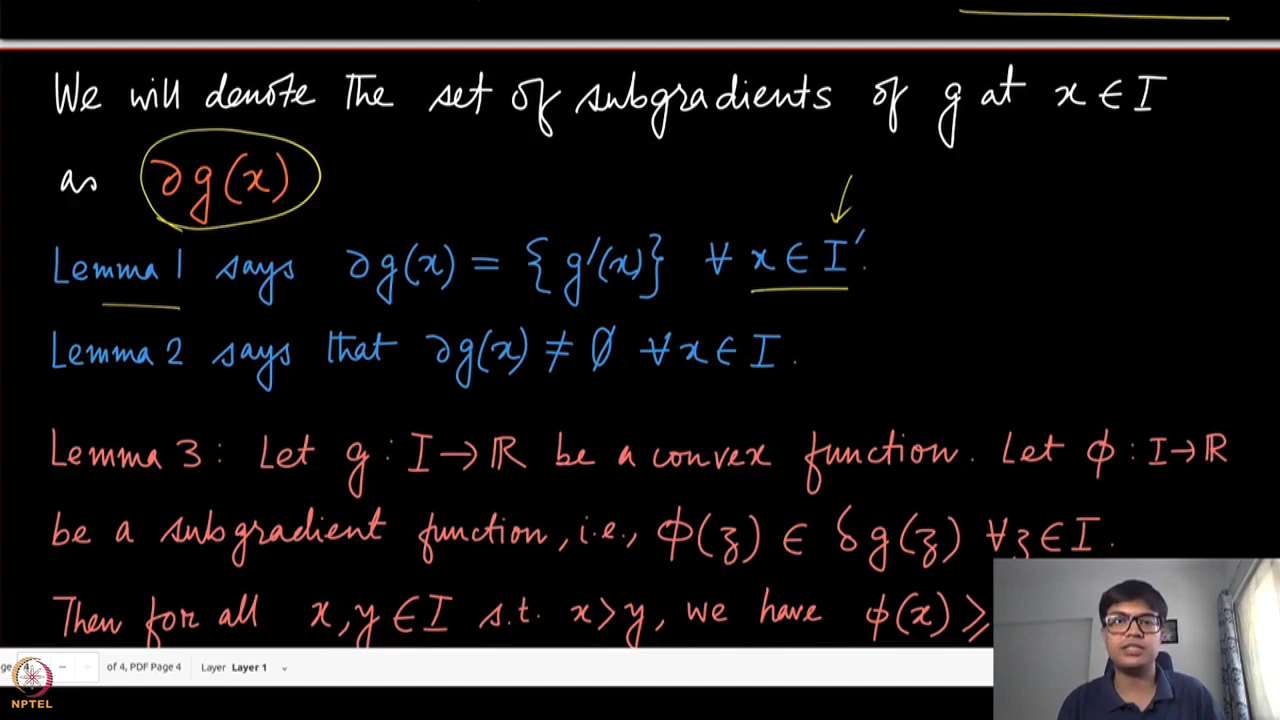 We will denote the set of subgradients of g at x ∈ I
as ∂g(x)
Lemma 1 says ∂g(x) = {g'(x)} ∀ x ∈ I'.
Lemma 2 says that ∂g(x) ≠ ∅ ∀ x ∈ I.
Lemma 3 : Let g : I → ℝ be a convex function. Let ϕ : I → ℝ
be a subgradient function, i.e., ϕ(z) ∈ δg(z) ∀ z ∈ I.
Then for all x, y ∈ I s.t. x > y, we have ϕ(x) ≥
of 4, PDF Page 4 Layer Layer 1
NPTEL